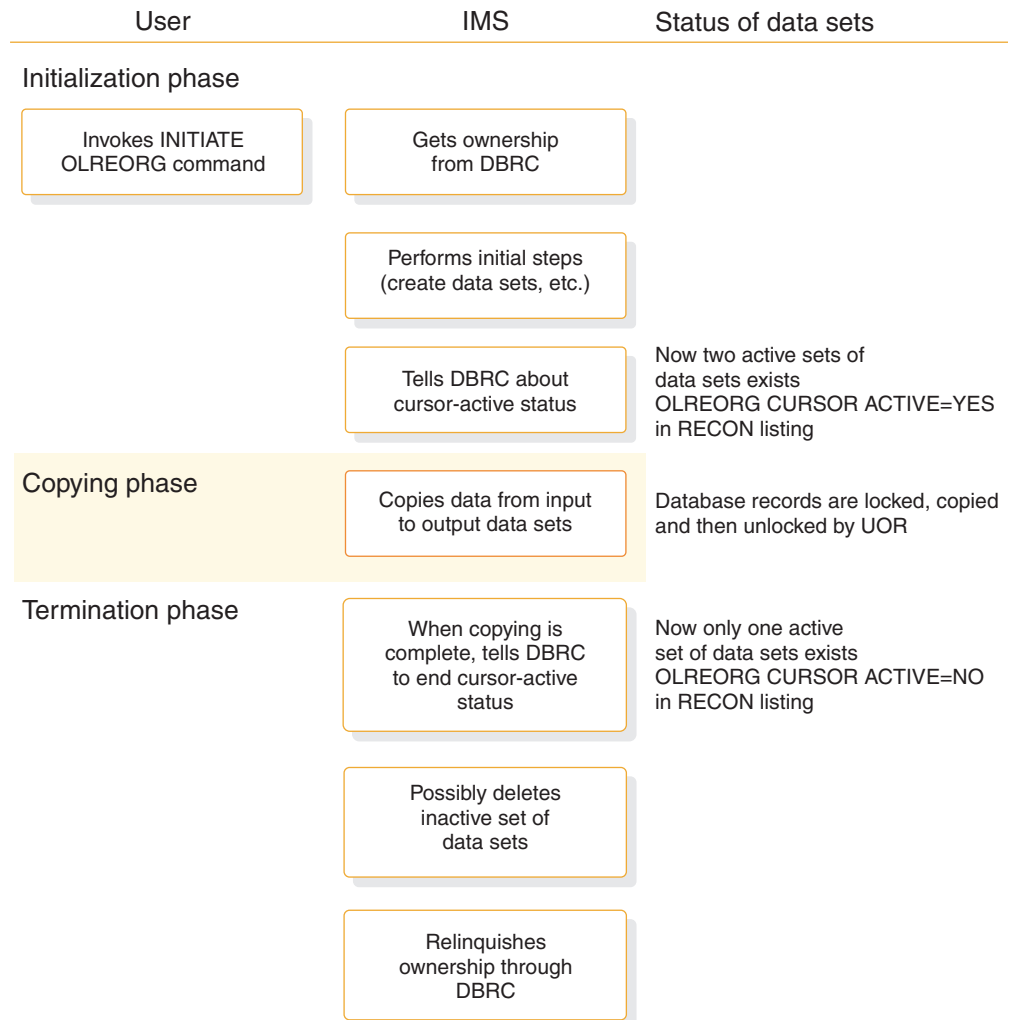 User
IMS
Status of data sets
Initialization phase
Invokes INITIATE
OLREORG command
Gets ownership
from DBRC
Performs initial steps
(create data sets, etc.)
Tells DBRC about
cursor-active status
Now two active sets of
data sets exists
OLREORG CURSOR ACTIVE=YES
in RECON listing
Copying phase
Copies data from input
to output data sets
Database records are locked, copied
and then unlocked by UOR
Termination phase
When copying is
complete, tells DBRC
to end cursor-active
status
Now only one active
set of data sets exists
OLREORG CURSOR ACTIVE=NO
in RECON listing
Possibly deletes
inactive set of
data sets
Relinquishes
ownership through
DBRC